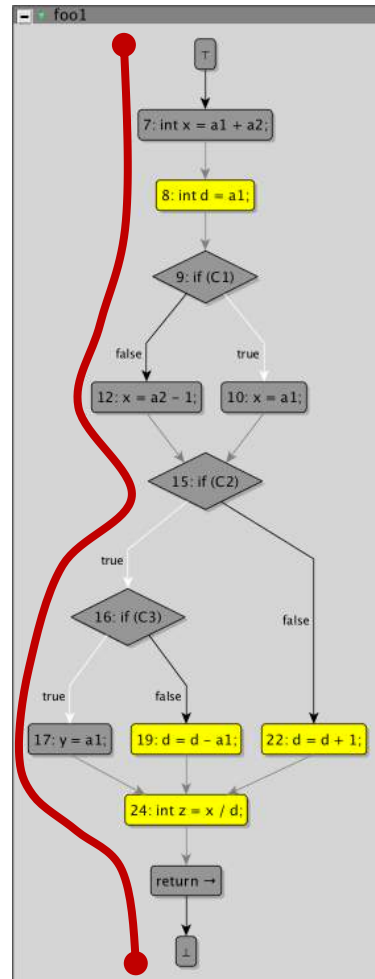 foo1
⊤
7: int x = a1 + a2;
8: int d = a1;
9: if (C1)
false
true
12: x = a2 - 1;
10: x = a1;
15: if (C2)
true
false
16: if (C3)
true
false
17: y = a1;
19: d = d - a1;
22: d = d + 1;
24: int z = x / d;
return →
⊥